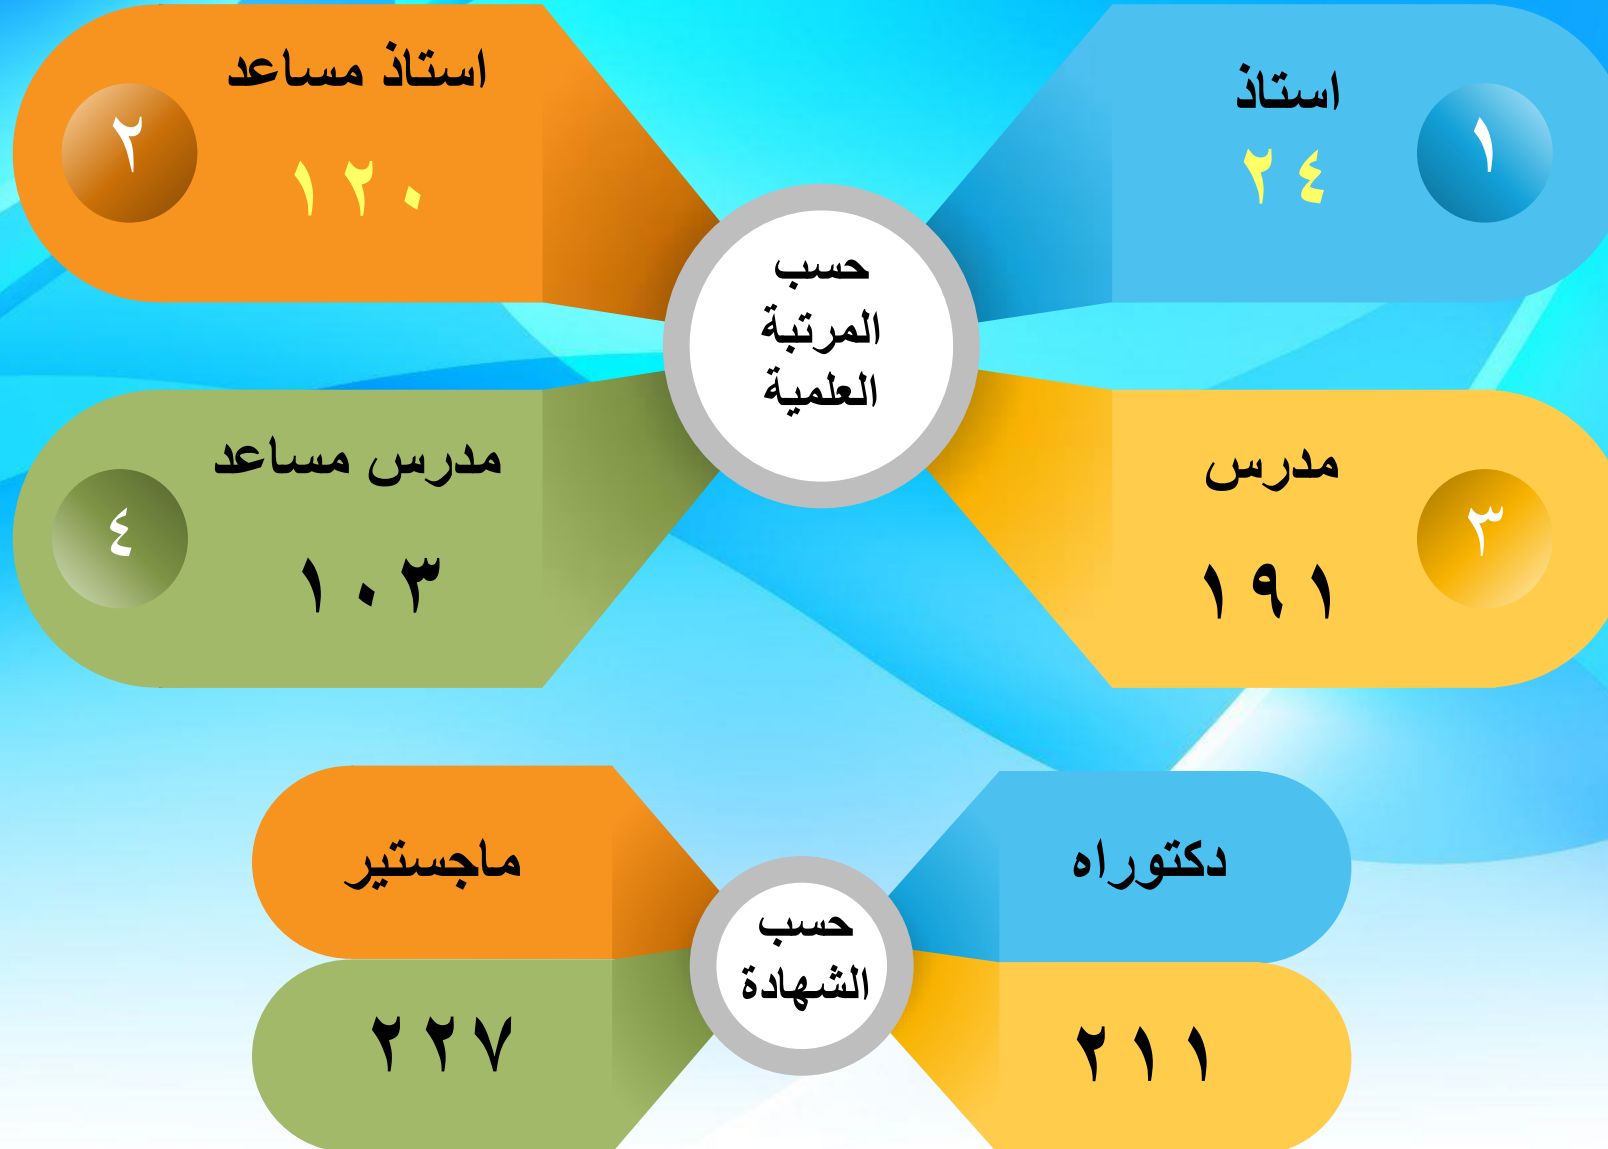 ١
استاذ
٢٤
٢
استاذ مساعد
١٢٠
حسب
المرتبة
العلمية
٣
مدرس
١٩١
٤
مدرس مساعد
١٠٣
دكتوراه
٢١١
حسب
الشهادة
ماجستير
٢٢٧